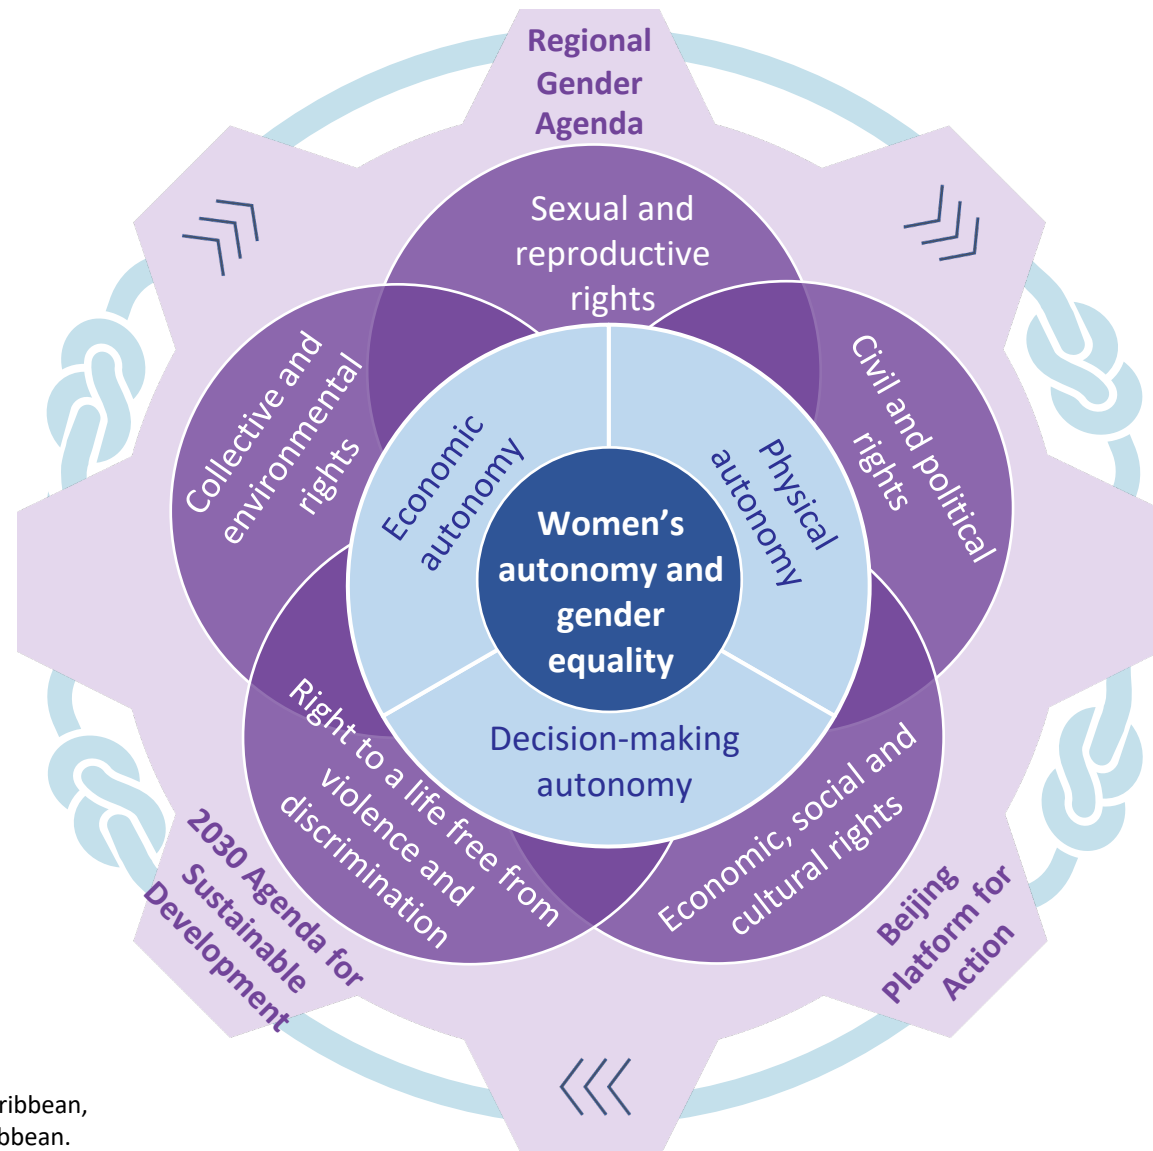 Regional
Gender
Agenda
Sexual and
reproductive
rights
Collective and
environmental
rights
Civil and political
rights
Economic
autonomy
Physical
autonomy
Women's
autonomy and
gender
equality
Decision-making
autonomy
Right to a life free from
violence and
discrimination
Economic, social and
cultural rights
2030 Agenda for
Sustainable
Development
Beijing
Platform for
Action